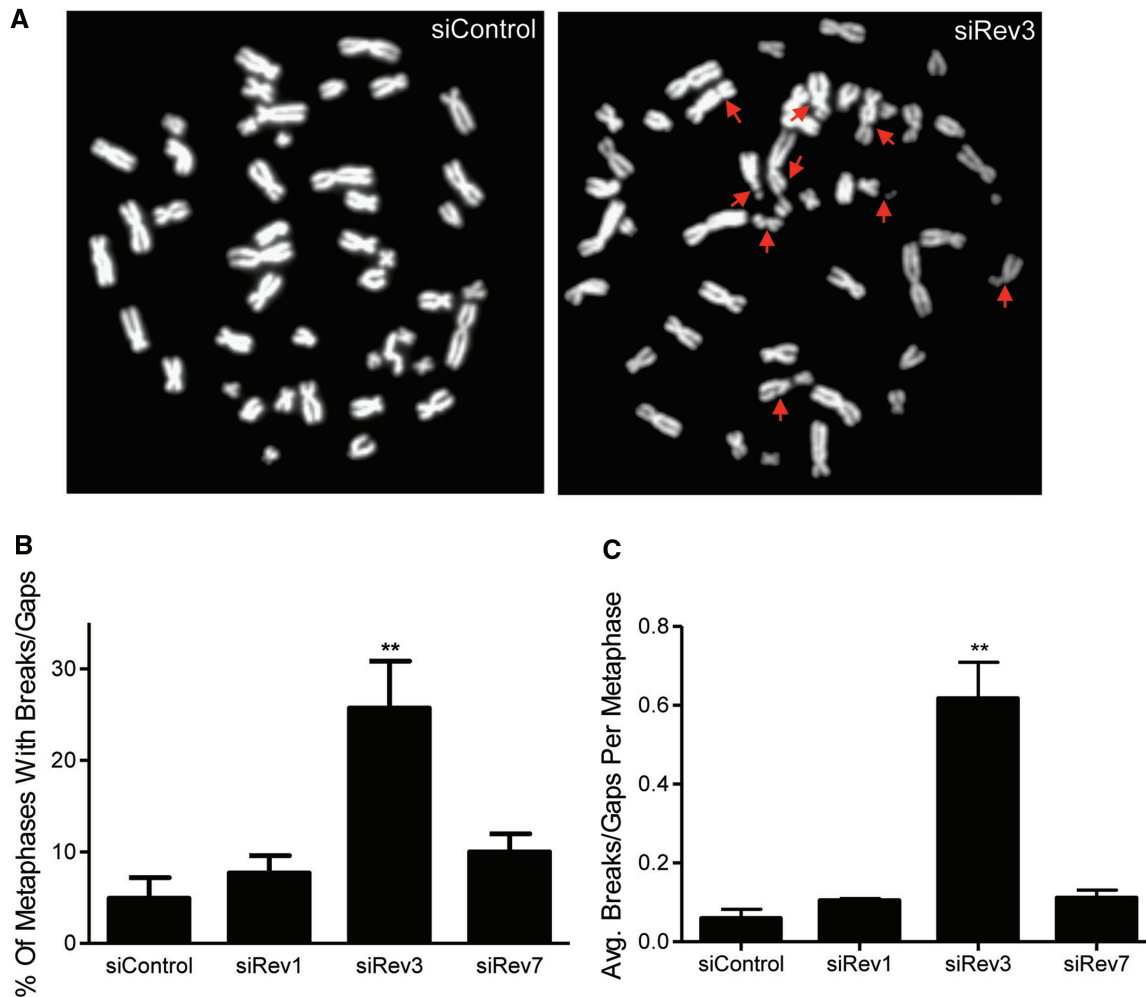 A
siControl
siRev3
B
% Of Metaphases With Breaks/Gaps
30
20
10
0
**
siControl siRev1 siRev3 siRev7
C
Avg. Breaks/Gaps Per Metaphase
0.8
0.6
0.4
0.2
0.0
**
siControl siRev1 siRev3 siRev7